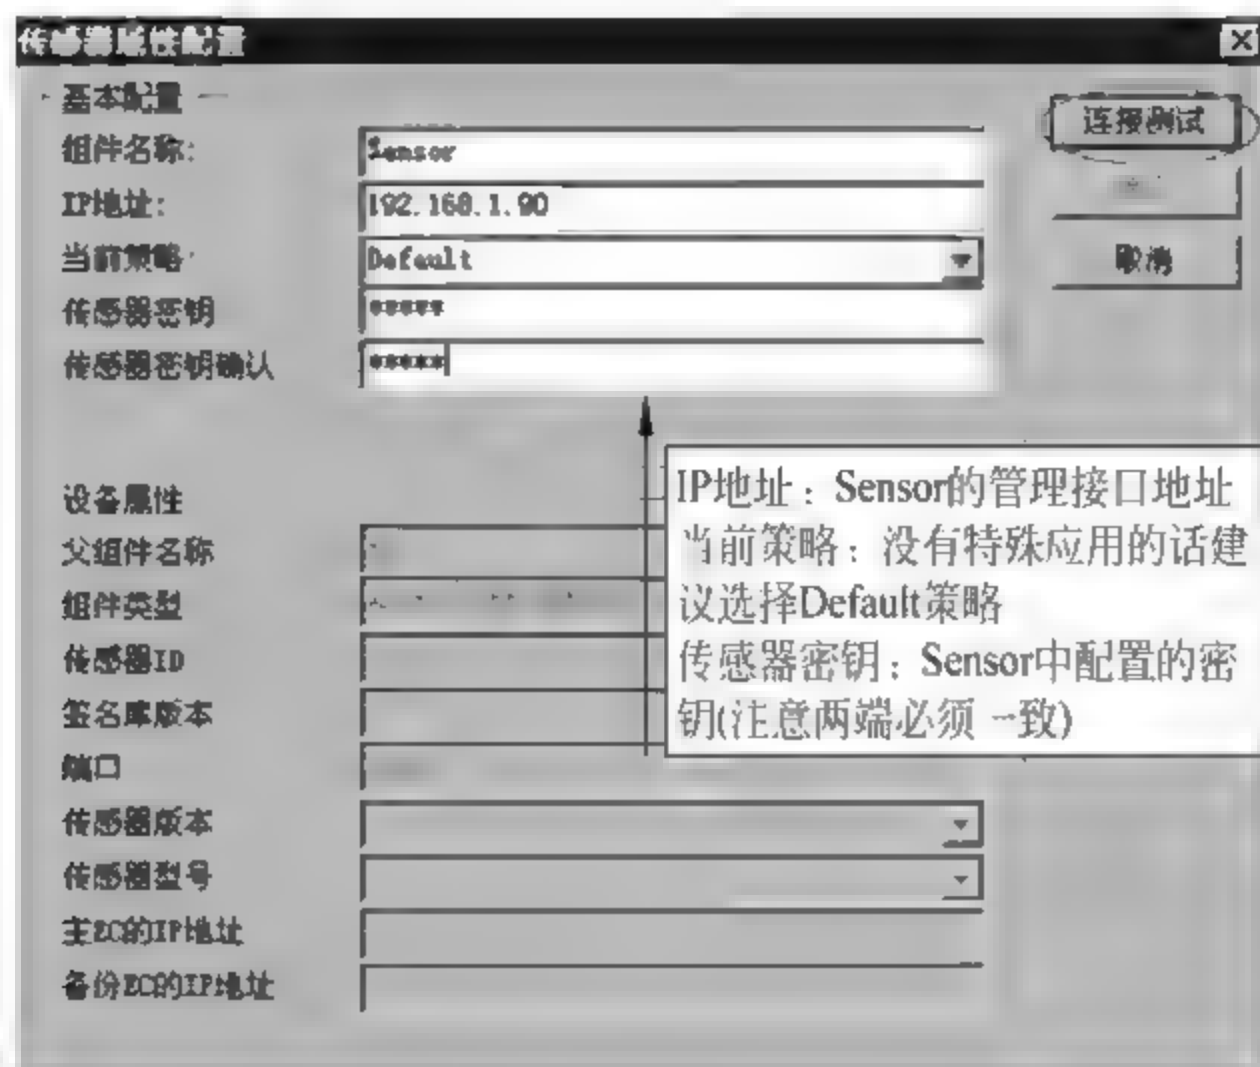 传感器属性配置
基本配置
连接测试
组件名称:
Sensor
IP地址:
192.168.1.90
当前策略:
Default
取消
传感器密钥
*****
传感器密钥确认
*****
IP地址：Sensor的管理接口地址
当前策略：没有特殊应用的话建
议选择Default策略
传感器密钥：Sensor中配置的密
钥(注意两端必须一致)
设备属性
父组件名称
组件类型
传感器ID
签名库版本
端口
传感器版本
传感器型号
主EC的IP地址
备份EC的IP地址